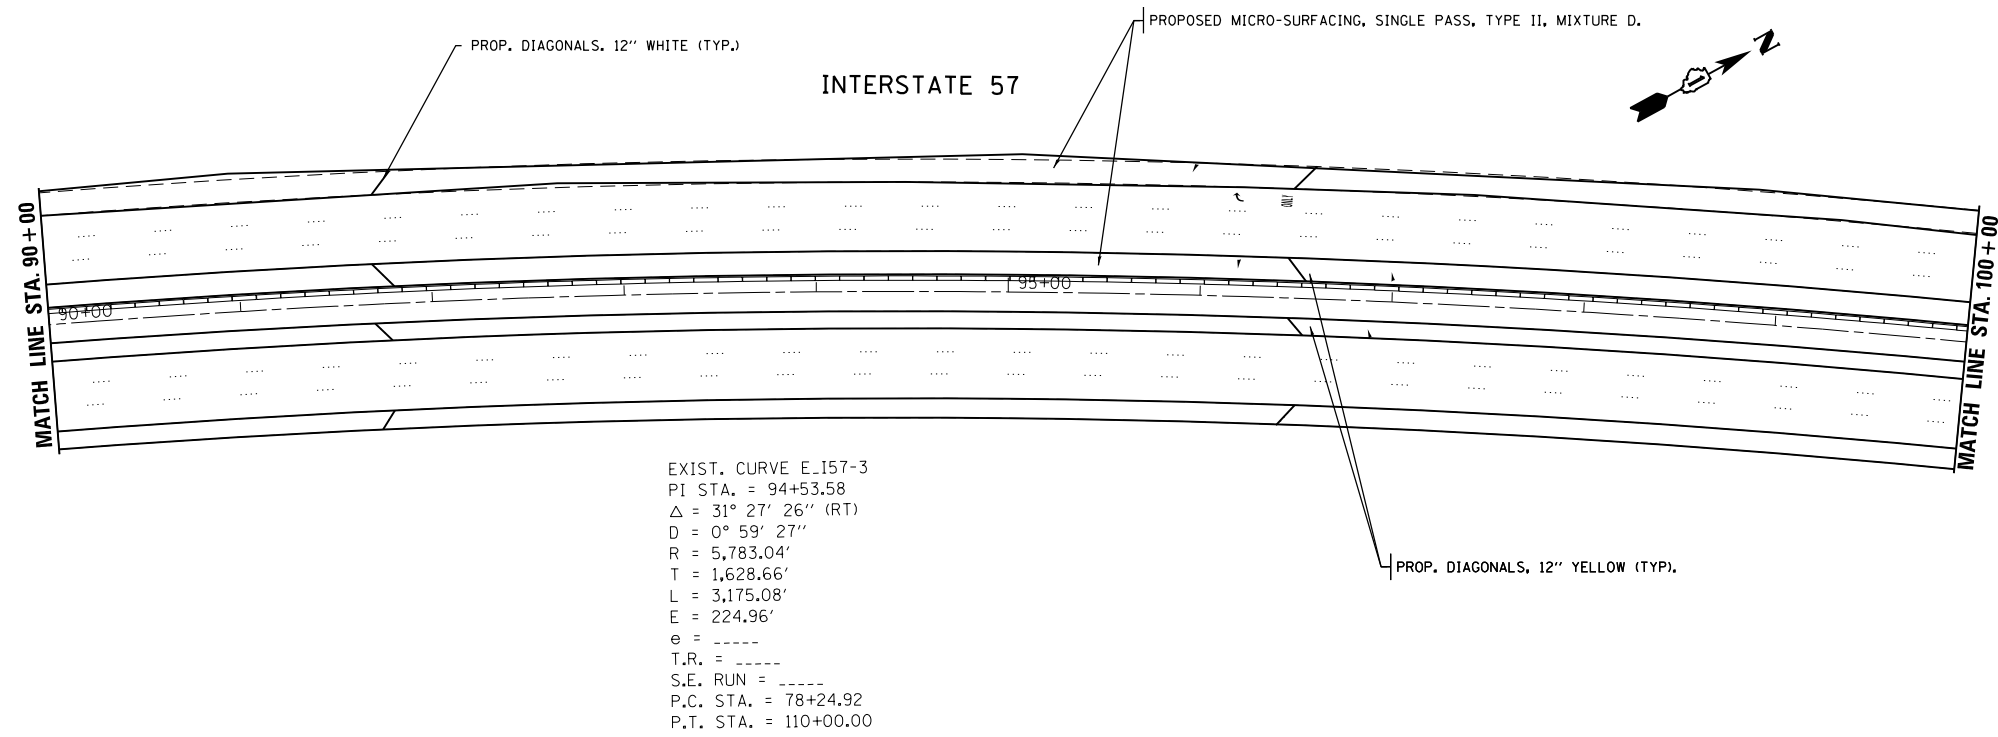 PROPOSED MICRO-SURFACING, SINGLE PASS, TYPE II, MIXTURE D.
PROP. DIAGONALS. 12'' WHITE (TYP.)
INTERSTATE 57
N
MATCH LINE STA. 90+00
90+00
95+00
MATCH LINE STA. 100+00
EXIST. CURVE E_I57-3
PI STA. = 94+53.58
Δ = 31° 27' 26'' (RT)
D = 0° 59' 27''
R = 5,783.04'
T = 1,628.66'
L = 3,175.08'
E = 224.96'
e = _____
T.R. = _____
S.E. RUN = _____
P.C. STA. = 78+24.92
P.T. STA. = 110+00.00
PROP. DIAGONALS, 12'' YELLOW (TYP).